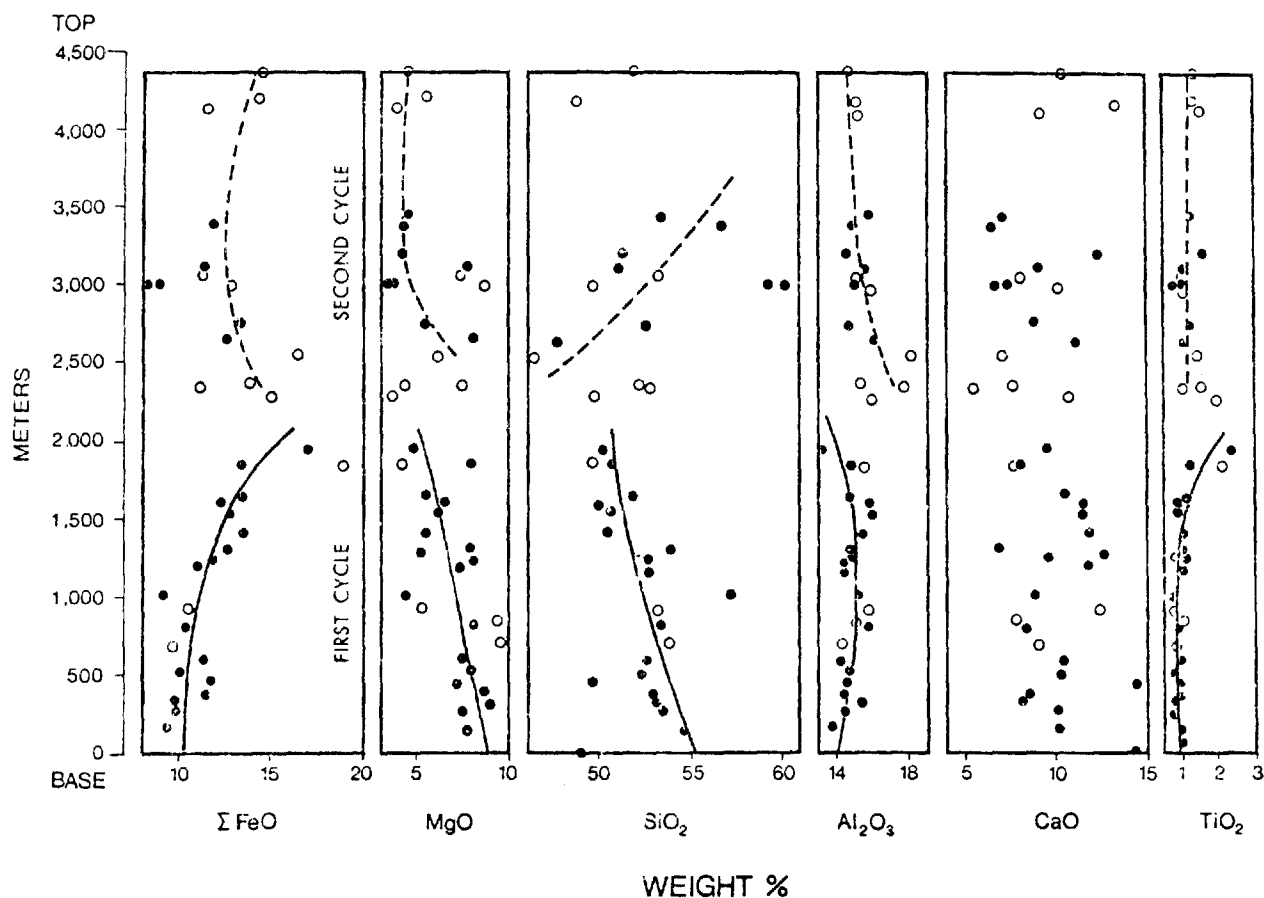 TOP
4,500
4,000
3,500
3,000
2,500
2.000
1,500
1.000
500
0
BASE
METERS
SECOND CYCLE
FIRST CYCLE
10 15 20
5 10
50 55 60
14 18
5 10 15
1 2 3
Σ FeO
MgO
SiO₂
Al₂O₃
CaO
TiO₂
WEIGHT %